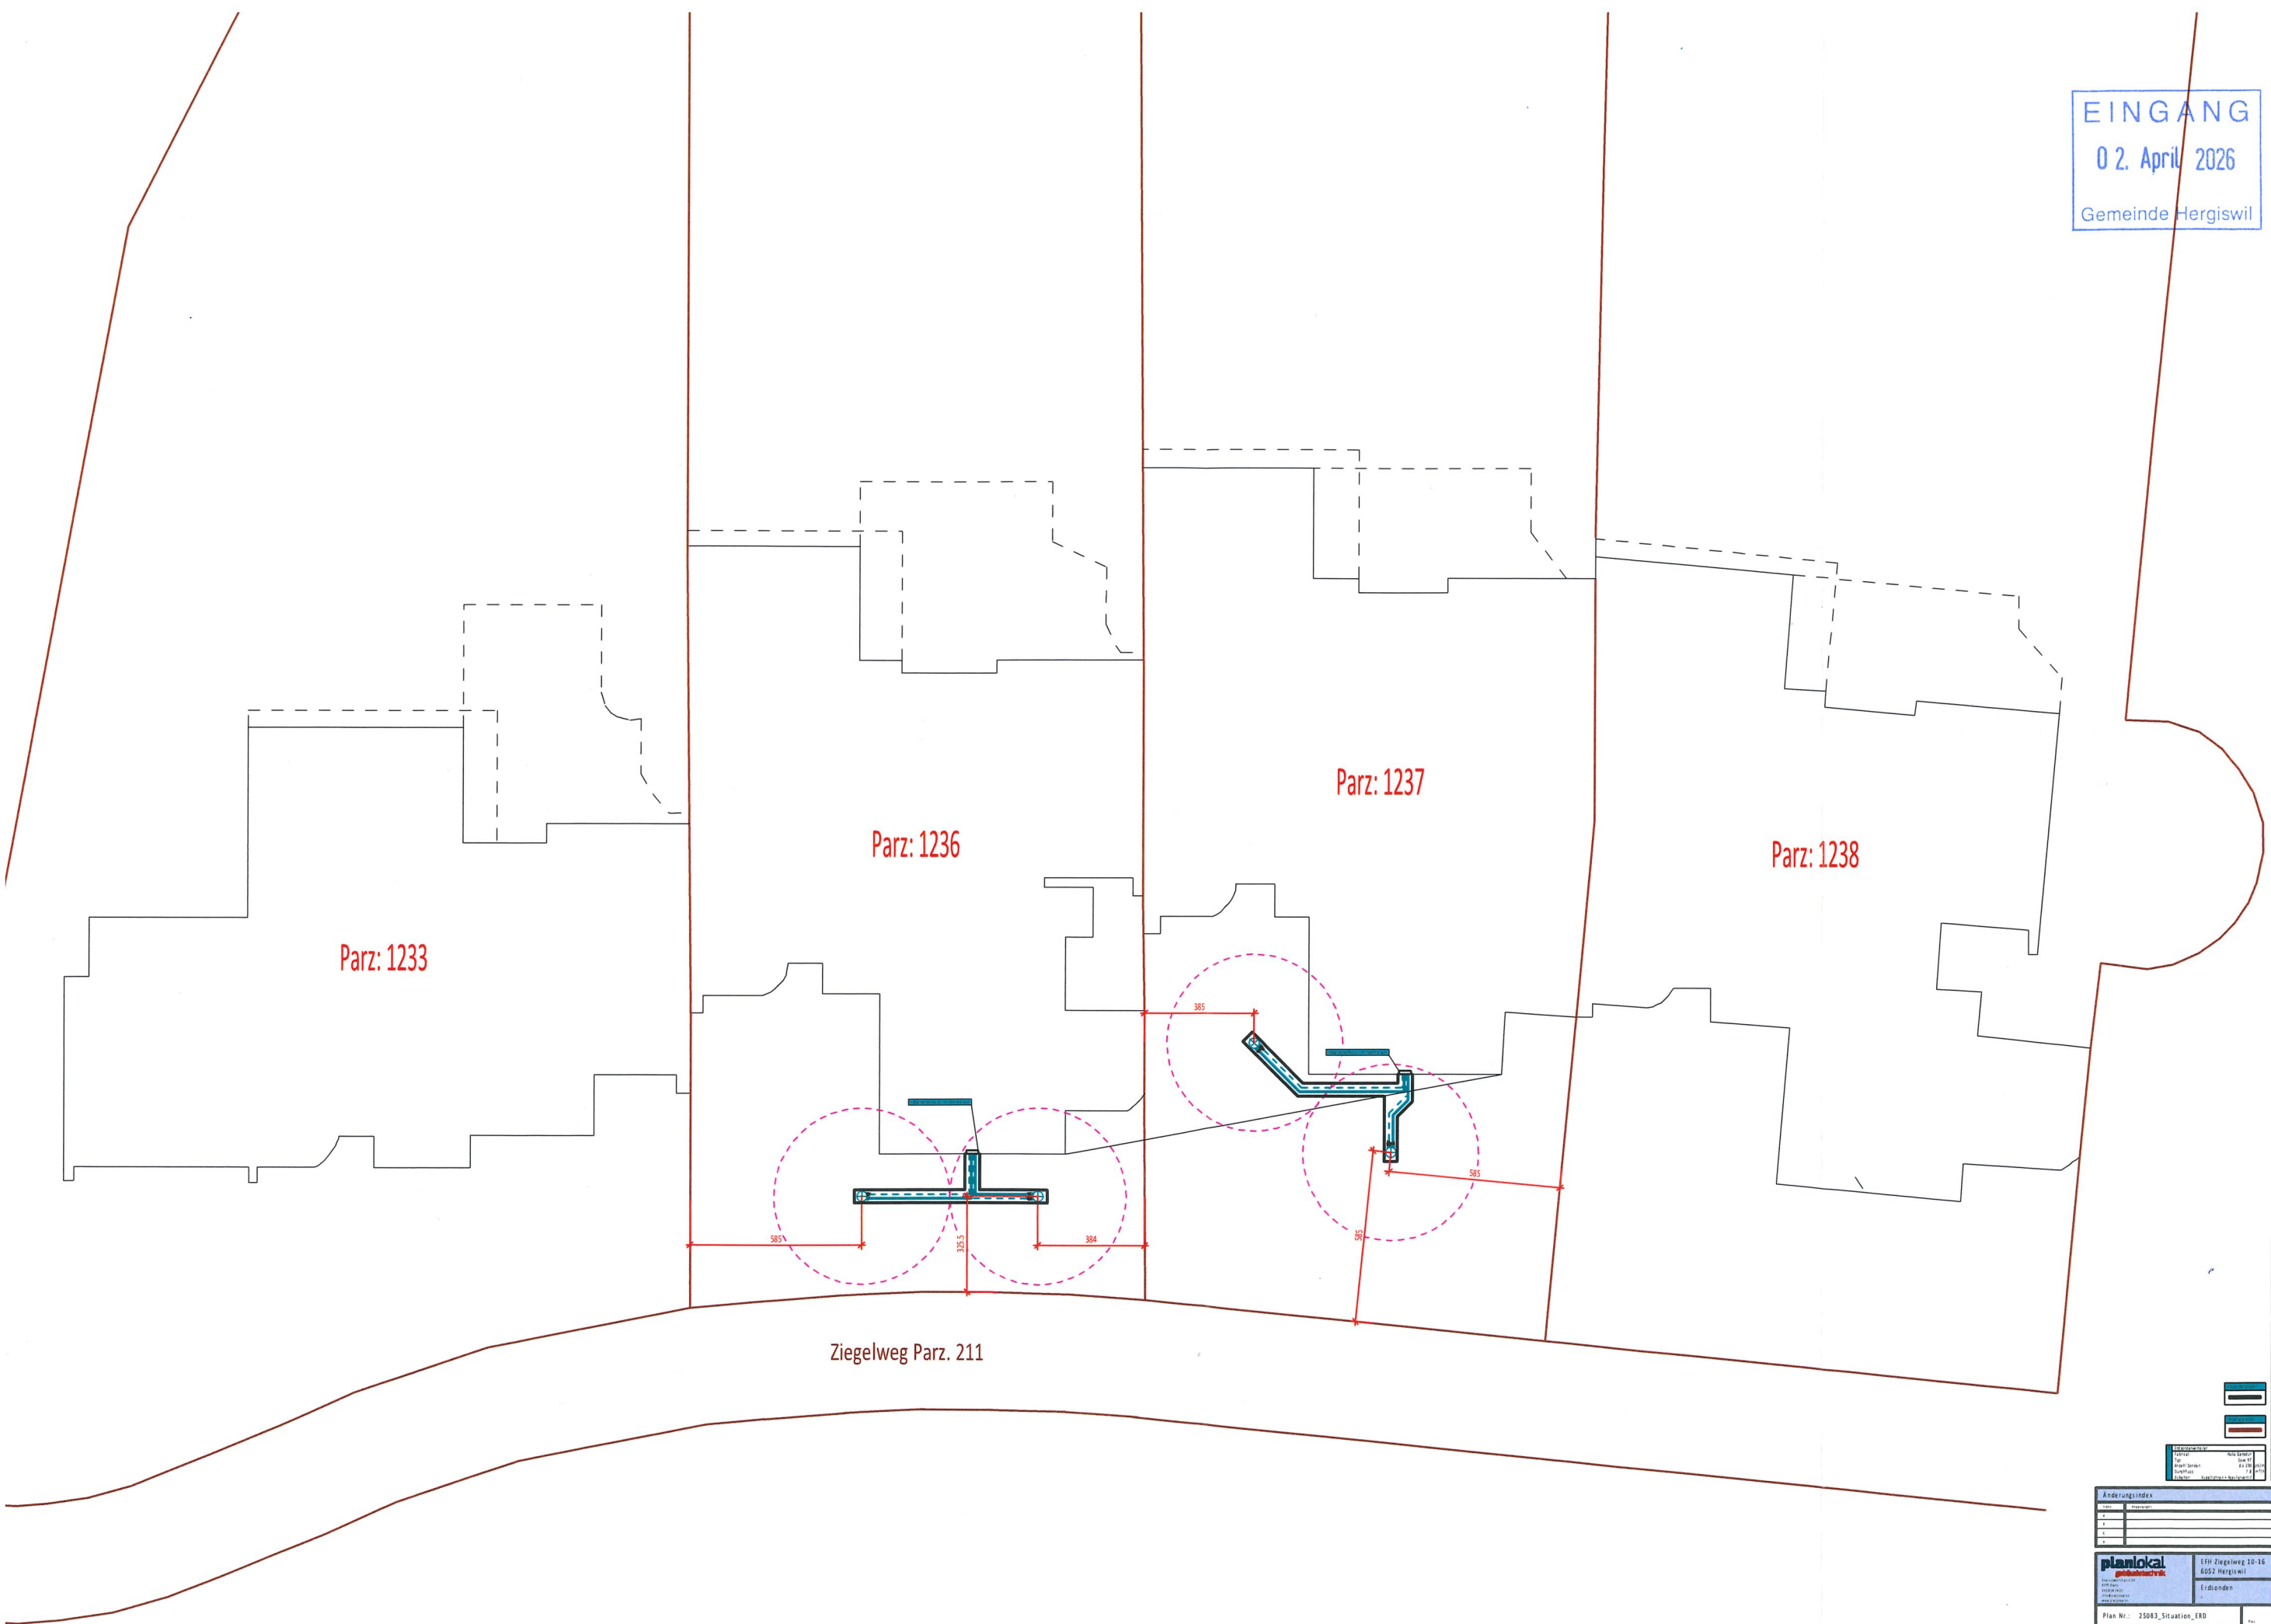 EINGANG
02. April 2026
Gemeinde Hergiswil
Parz: 1237
Parz: 1236
Parz: 1238
Parz: 1233
385
585
585
585
325.5
384
Ziegelweg Parz. 211
Änderungsindex
planlokal
gebäudetechnik
EFH Ziegelweg 10-16
6052 Hergiswil
Erdsonden
Plan Nr.: 25083_Situation_ERD